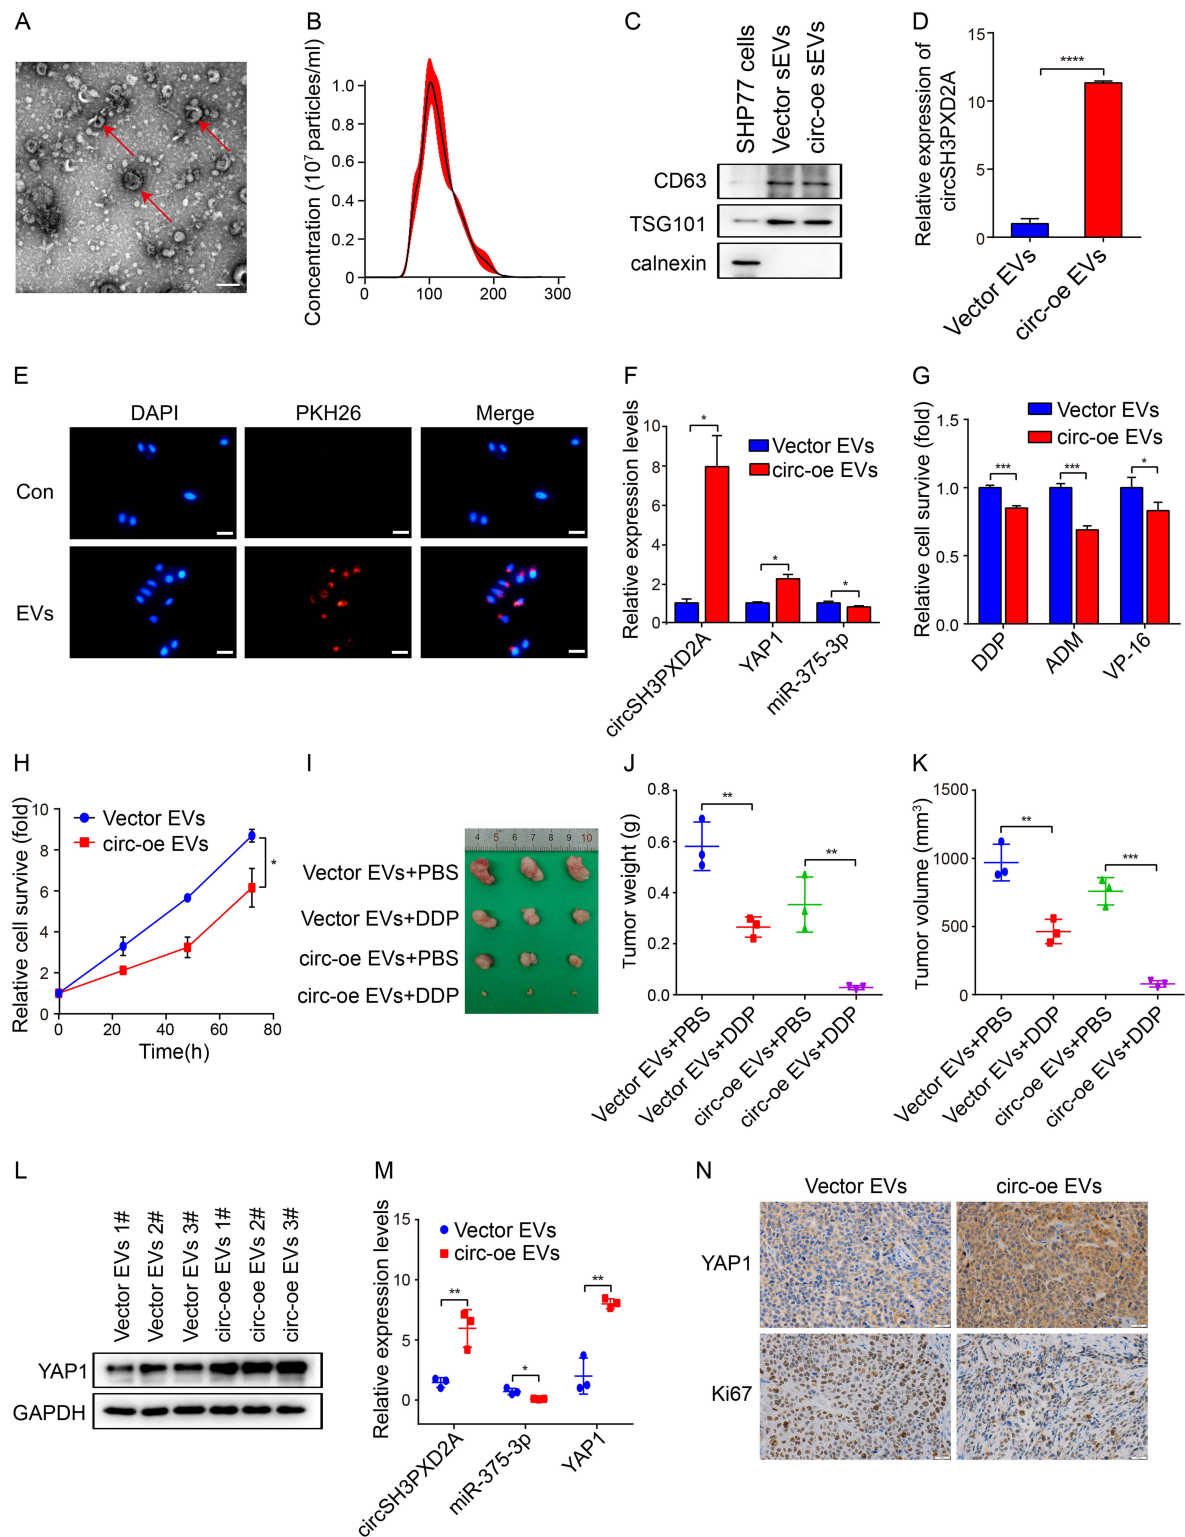 A
B
Concentration (10⁷ particles/ml)
1.0
0.8
0.6
0.4
0.2
0
0 100 200 300
C
SHP77 cells
Vector sEVs
circ-oe sEVs
CD63
TSG101
calnexin
D
Relative expression of
circSH3PXD2A
15
10
5
0
****
Vector EVs
circ-oe EVs
E
DAPI PKH26 Merge
Con
EVs
F
Relative expression levels
10
8
6
4
2
0
Vector EVs
circ-oe EVs
* * *
circSH3PXD2A
YAP1
miR-375-3p
G
Relative cell survive (fold)
1.5
1.0
0.5
0.0
Vector EVs
circ-oe EVs
*** *** *
DDP
ADM
VP-16
H
Relative cell survive (fold)
10
8
6
4
2
0
Vector EVs
circ-oe EVs
*
0 20 40 60 80
Time(h)
I
4 5 6 7 8 9 10
Vector EVs+PBS
Vector EVs+DDP
circ-oe EVs+PBS
circ-oe EVs+DDP
J
Tumor weight (g)
0.8
0.6
0.4
0.2
0.0
** **
Vector EVs+PBS
Vector EVs+DDP
circ-oe EVs+PBS
circ-oe EVs+DDP
K
Tumor volume (mm³)
1500
1000
500
0
** ***
Vector EVs+PBS
Vector EVs+DDP
circ-oe EVs+PBS
circ-oe EVs+DDP
L
Vector EVs 1#
Vector EVs 2#
Vector EVs 3#
circ-oe EVs 1#
circ-oe EVs 2#
circ-oe EVs 3#
YAP1
GAPDH
M
Relative expression levels
15
10
5
0
Vector EVs
circ-oe EVs
** * **
circSH3PXD2A
miR-375-3p
YAP1
N
Vector EVs circ-oe EVs
YAP1
Ki67